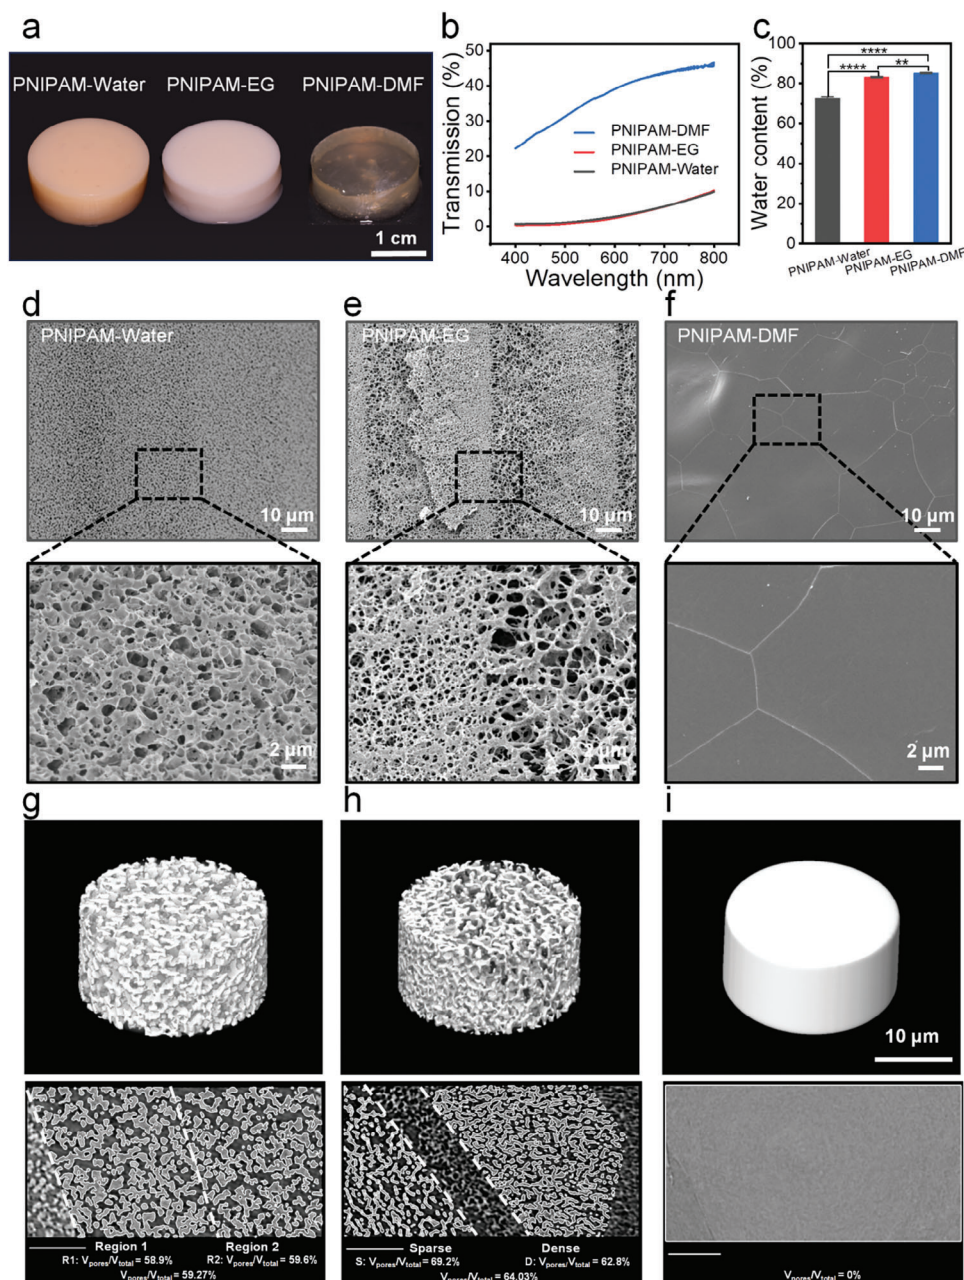 a
PNIPAM-Water PNIPAM-EG PNIPAM-DMF
1 cm
b
Transmission (%)
50
40
30
20
10
0
PNIPAM-DMF
PNIPAM-EG
PNIPAM-Water
400 500 600 700 800
Wavelength (nm)
c
Water content (%)
100
80
60
40
20
0
****
**** **
PNIPAM-Water PNIPAM-EG PNIPAM-DMF
d
PNIPAM-Water
10 µm
2 µm
e
PNIPAM-EG
10 µm
2 µm
f
PNIPAM-DMF
10 µm
2 µm
g
Region 1 Region 2
R1: Vpores/Vtotal = 58.9% R2: Vpores/Vtotal = 59.6%
Vpores/Vtotal = 59.27%
h
Sparse Dense
S: Vpores/Vtotal = 69.2% D: Vpores/Vtotal = 62.8%
Vpores/Vtotal = 64.03%
i
10 µm
Vpores/Vtotal = 0%